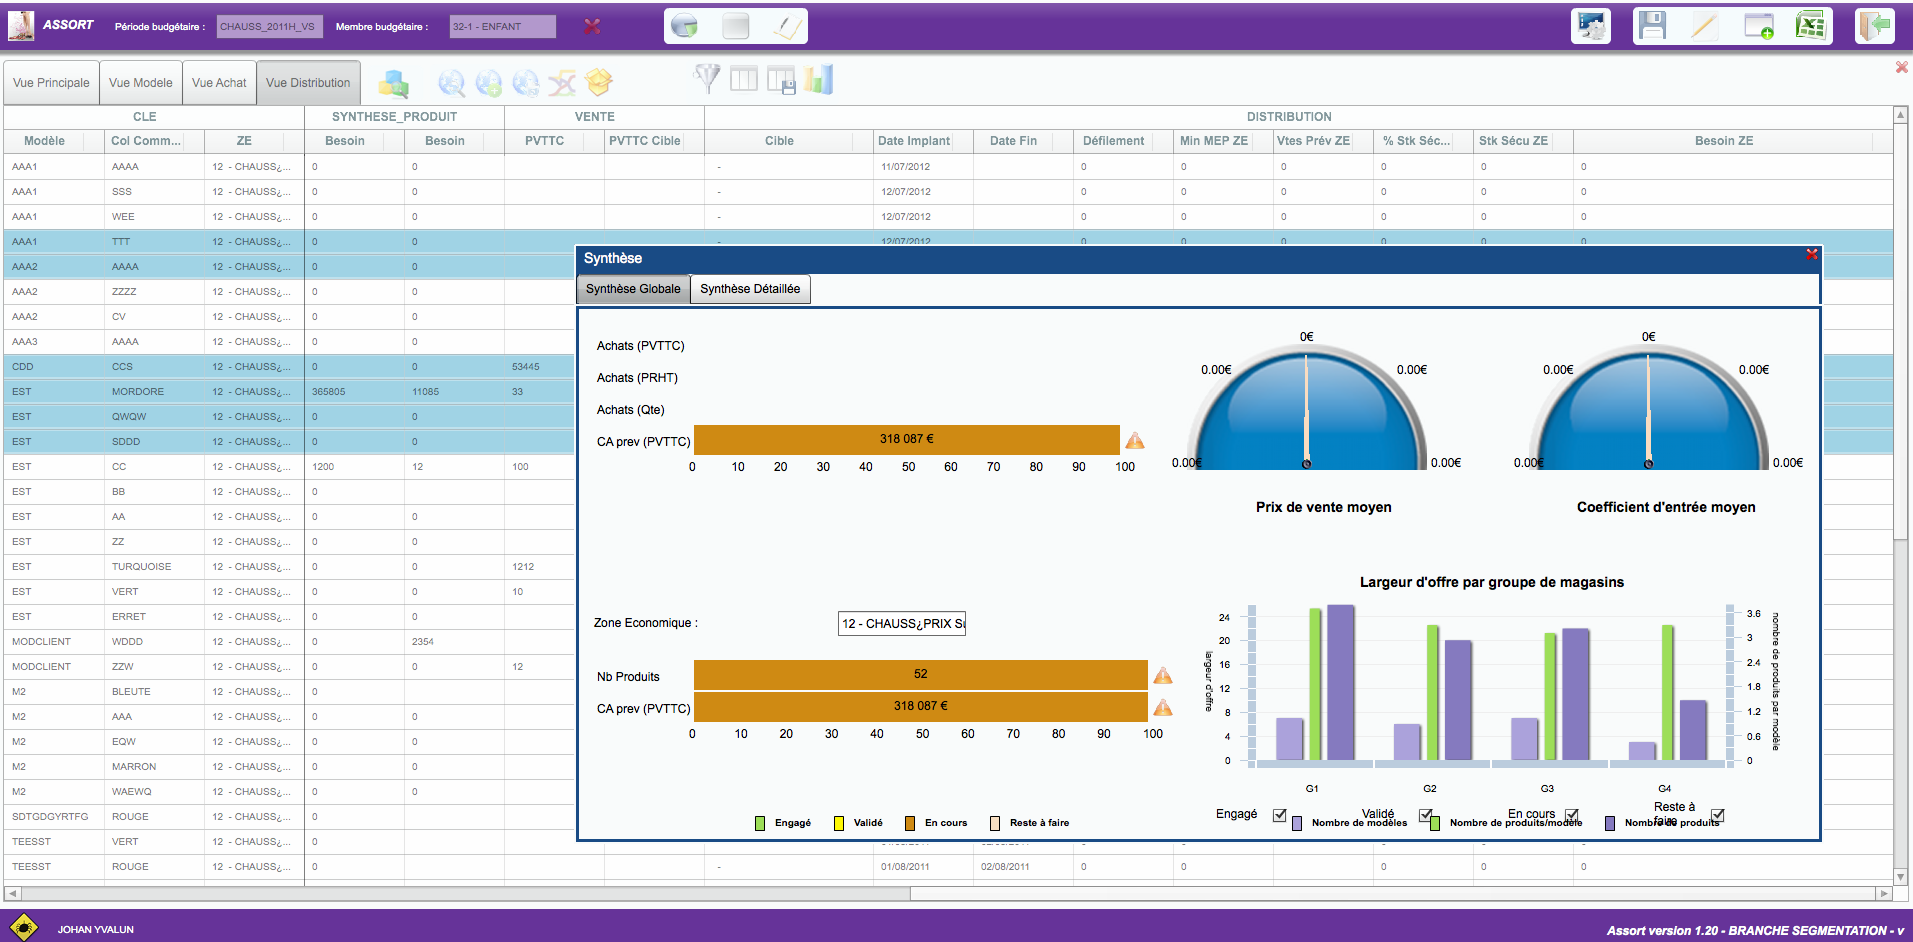 ASSORT Période budgétaire : CHAUSS_2011H_VS Membre budgétaire : 32-1 - ENFANT
Vue Principale Vue Modele Vue Achat Vue Distribution
CLE SYNTHESE_PRODUIT VENTE DISTRIBUTION
Modèle Col Comm... ZE Besoin Besoin PVTTC PVTTC Cible Cible Date Implant Date Fin Défilement Min MEP ZE Vtes Prév ZE % Stk Séc... Stk Sécu ZE Besoin ZE
AAA1 AAAA 12 - CHAUSS¿... 0 0 - 11/07/2012 0 0 0 0 0 0
AAA1 SSS 12 - CHAUSS¿... 0 0 - 12/07/2012 0 0 0 0 0 0
AAA1 WEE 12 - CHAUSS¿... 0 0 - 12/07/2012 0 0 0 0 0 0
AAA1 TTT 12 - CHAUSS¿... 0 0 - 12/07/2012 0 0 0 0 0 0
AAA2 AAAA 12 - CHAUSS¿... 0 0
AAA2 ZZZZ 12 - CHAUSS¿... 0 0
AAA2 CV 12 - CHAUSS¿... 0 0
AAA3 AAAA 12 - CHAUSS¿... 0 0
CDD CCS 12 - CHAUSS¿... 0 0 53445
EST MORDORE 12 - CHAUSS¿... 365805 11085 33
EST QWQW 12 - CHAUSS¿... 0 0
EST SDDD 12 - CHAUSS¿... 0 0
EST CC 12 - CHAUSS¿... 1200 12 100
EST BB 12 - CHAUSS¿... 0
EST AA 12 - CHAUSS¿... 0 0
EST ZZ 12 - CHAUSS¿... 0 0
EST TURQUOISE 12 - CHAUSS¿... 0 0 1212
EST VERT 12 - CHAUSS¿... 0 0 10
EST ERRET 12 - CHAUSS¿... 0 0
MODCLIENT WDDD 12 - CHAUSS¿... 0 2354
MODCLIENT ZZW 12 - CHAUSS¿... 0 0 12
M2 BLEUTE 12 - CHAUSS¿... 0
M2 AAA 12 - CHAUSS¿... 0 0
M2 EQW 12 - CHAUSS¿... 0 0
M2 MARRON 12 - CHAUSS¿... 0 0
M2 WAEWQ 12 - CHAUSS¿... 0 0
SDTGDGYRTFG ROUGE 12 - CHAUSS¿... 0
TEESST VERT 12 - CHAUSS¿... 0
TEESST ROUGE 12 - CHAUSS¿... 0 - 01/08/2011 02/08/2011 0 0 0 0 0 0
Synthèse
Synthèse Globale Synthèse Détaillée
Achats (PVTTC)
Achats (PRHT)
Achats (Qte)
CA prev (PVTTC) 318 087 €
0 10 20 30 40 50 60 70 80 90 100
0.00€ 0.00€ 0€ 0.00€ 0.00€
Prix de vente moyen
0.00€ 0.00€ 0€ 0.00€ 0.00€
Coefficient d'entrée moyen
Zone Economique : 12 - CHAUSS¿PRIX Su
Nb Produits 52
CA prev (PVTTC) 318 087 €
0 10 20 30 40 50 60 70 80 90 100
Engagé Validé En cours Reste à faire
Largeur d'offre par groupe de magasins
largeur d'offre
24
20
16
12
8
4
0
nombre de produits par modèle
3.6
3
2.4
1.8
1.2
0.6
0
G1 G2 G3 G4
Engagé Validé En cours Reste à faire
Nombre de modèles Nombre de produits/modèle Nombre de produits
JOHAN YVALUN
Assort version 1.20 - BRANCHE SEGMENTATION - v